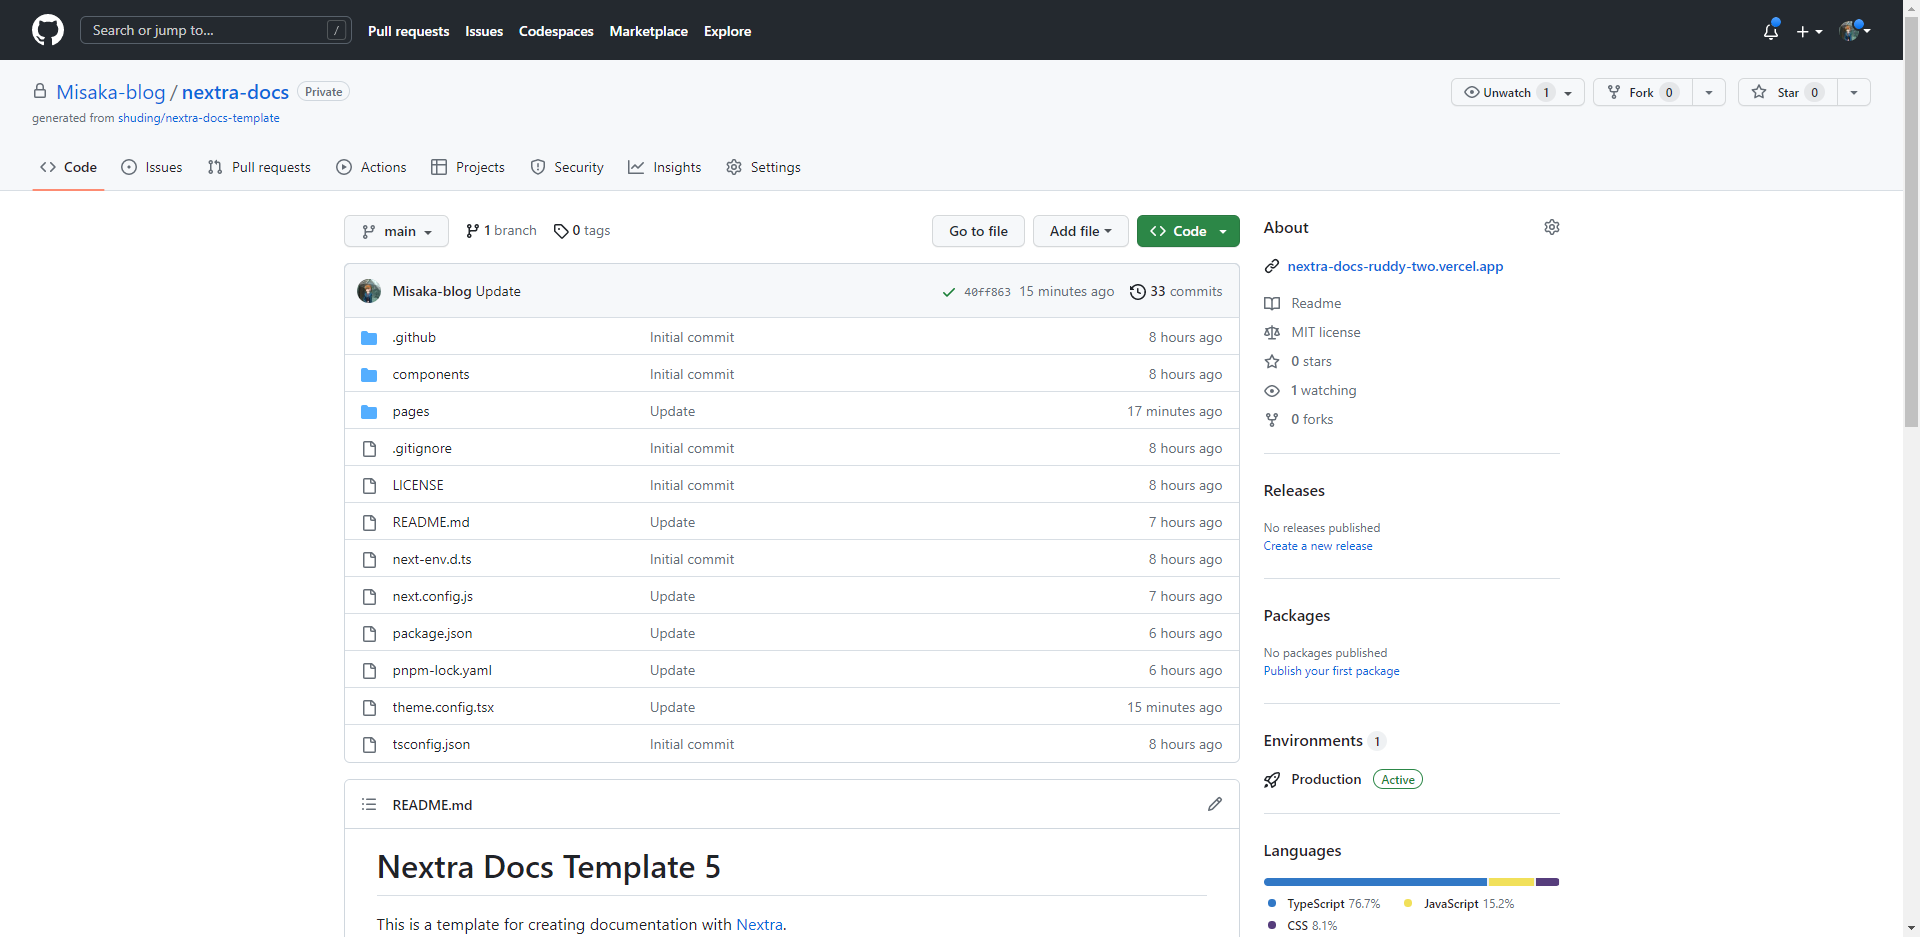 Search or jump to... /
Pull requests Issues Codespaces Marketplace Explore
Misaka-blog / nextra-docs Private
Unwatch 1 Fork 0 Star 0
generated from shuding/nextra-docs-template
Code Issues Pull requests Actions Projects Security Insights Settings
main 1 branch 0 tags Go to file Add file Code
Misaka-blog Update 40ff863 15 minutes ago 33 commits
.github Initial commit 8 hours ago
components Initial commit 8 hours ago
pages Update 17 minutes ago
.gitignore Initial commit 8 hours ago
LICENSE Initial commit 8 hours ago
README.md Update 7 hours ago
next-env.d.ts Initial commit 8 hours ago
next.config.js Update 7 hours ago
package.json Update 6 hours ago
pnpm-lock.yaml Update 6 hours ago
theme.config.tsx Update 15 minutes ago
tsconfig.json Initial commit 8 hours ago
README.md
Nextra Docs Template 5
This is a template for creating documentation with Nextra.
About
nextra-docs-ruddy-two.vercel.app
Readme
MIT license
0 stars
1 watching
0 forks
Releases
No releases published
Create a new release
Packages
No packages published
Publish your first package
Environments 1
Production Active
Languages
TypeScript 76.7% JavaScript 15.2%
CSS 8.1%